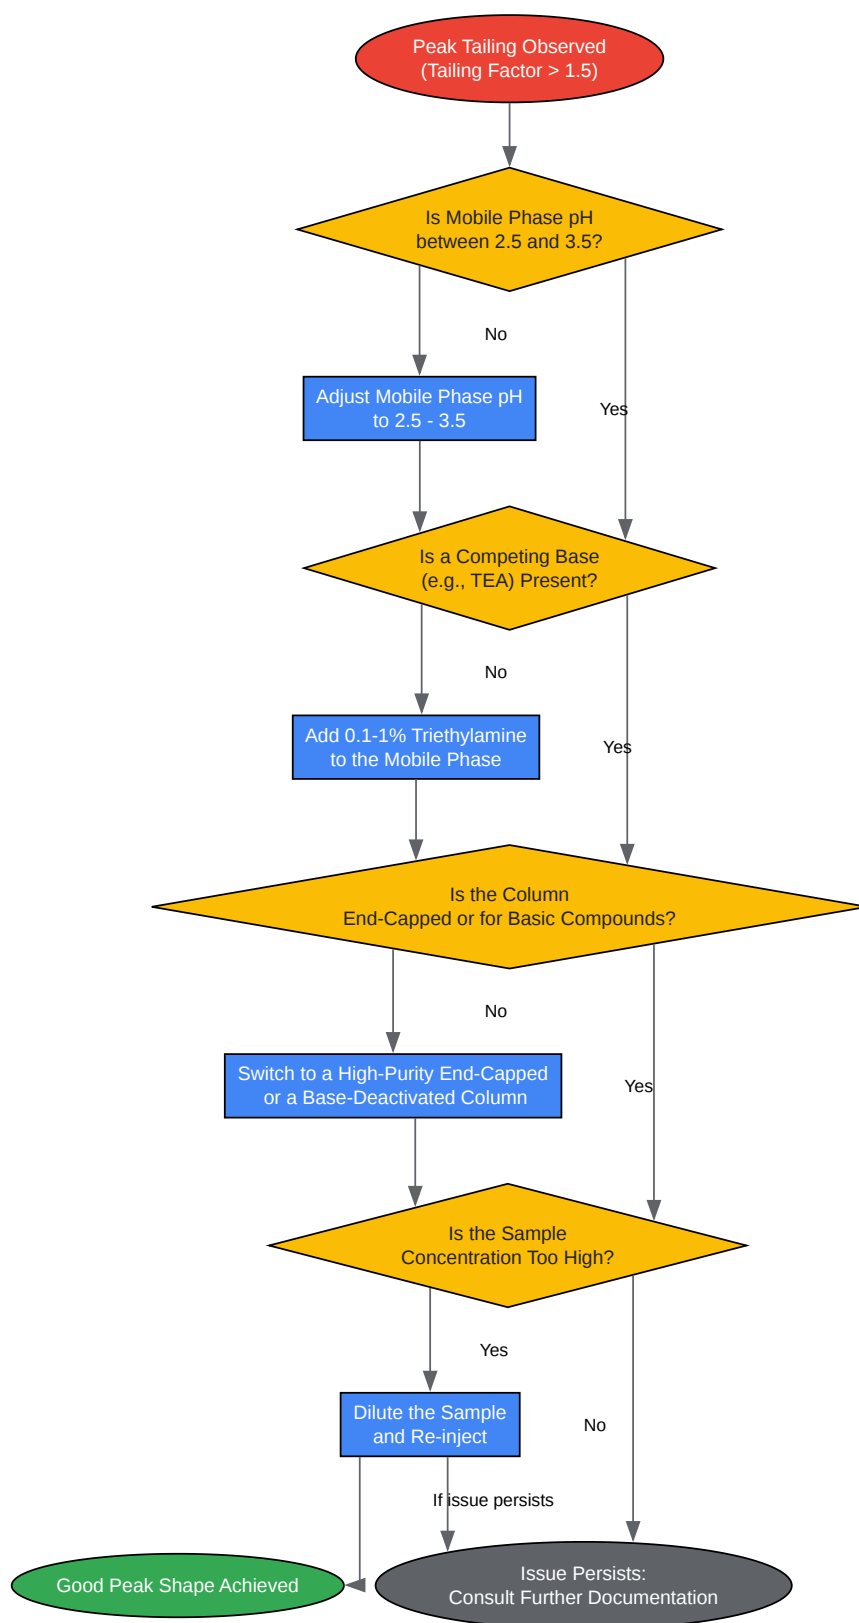 Peak Tailing Observed
(Tailing Factor > 1.5)
Is Mobile Phase pH
between 2.5 and 3.5?
No
Adjust Mobile Phase pH
to 2.5 - 3.5
Yes
Is a Competing Base
(e.g., TEA) Present?
No
Add 0.1-1% Triethylamine
to the Mobile Phase
Yes
Is the Column
End-Capped or for Basic Compounds?
No
Switch to a High-Purity End-Capped
or a Base-Deactivated Column
Yes
Is the Sample
Concentration Too High?
Yes
Dilute the Sample
and Re-inject
No
If issue persists
Good Peak Shape Achieved
Issue Persists:
Consult Further Documentation